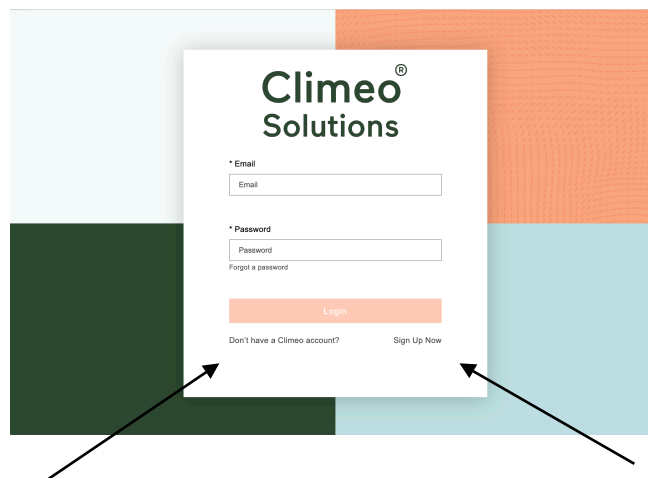 Climeo®
Solutions
* Email
Email
* Password
Password
Forgot a password
Login
Don't have a Climeo account? Sign Up Now